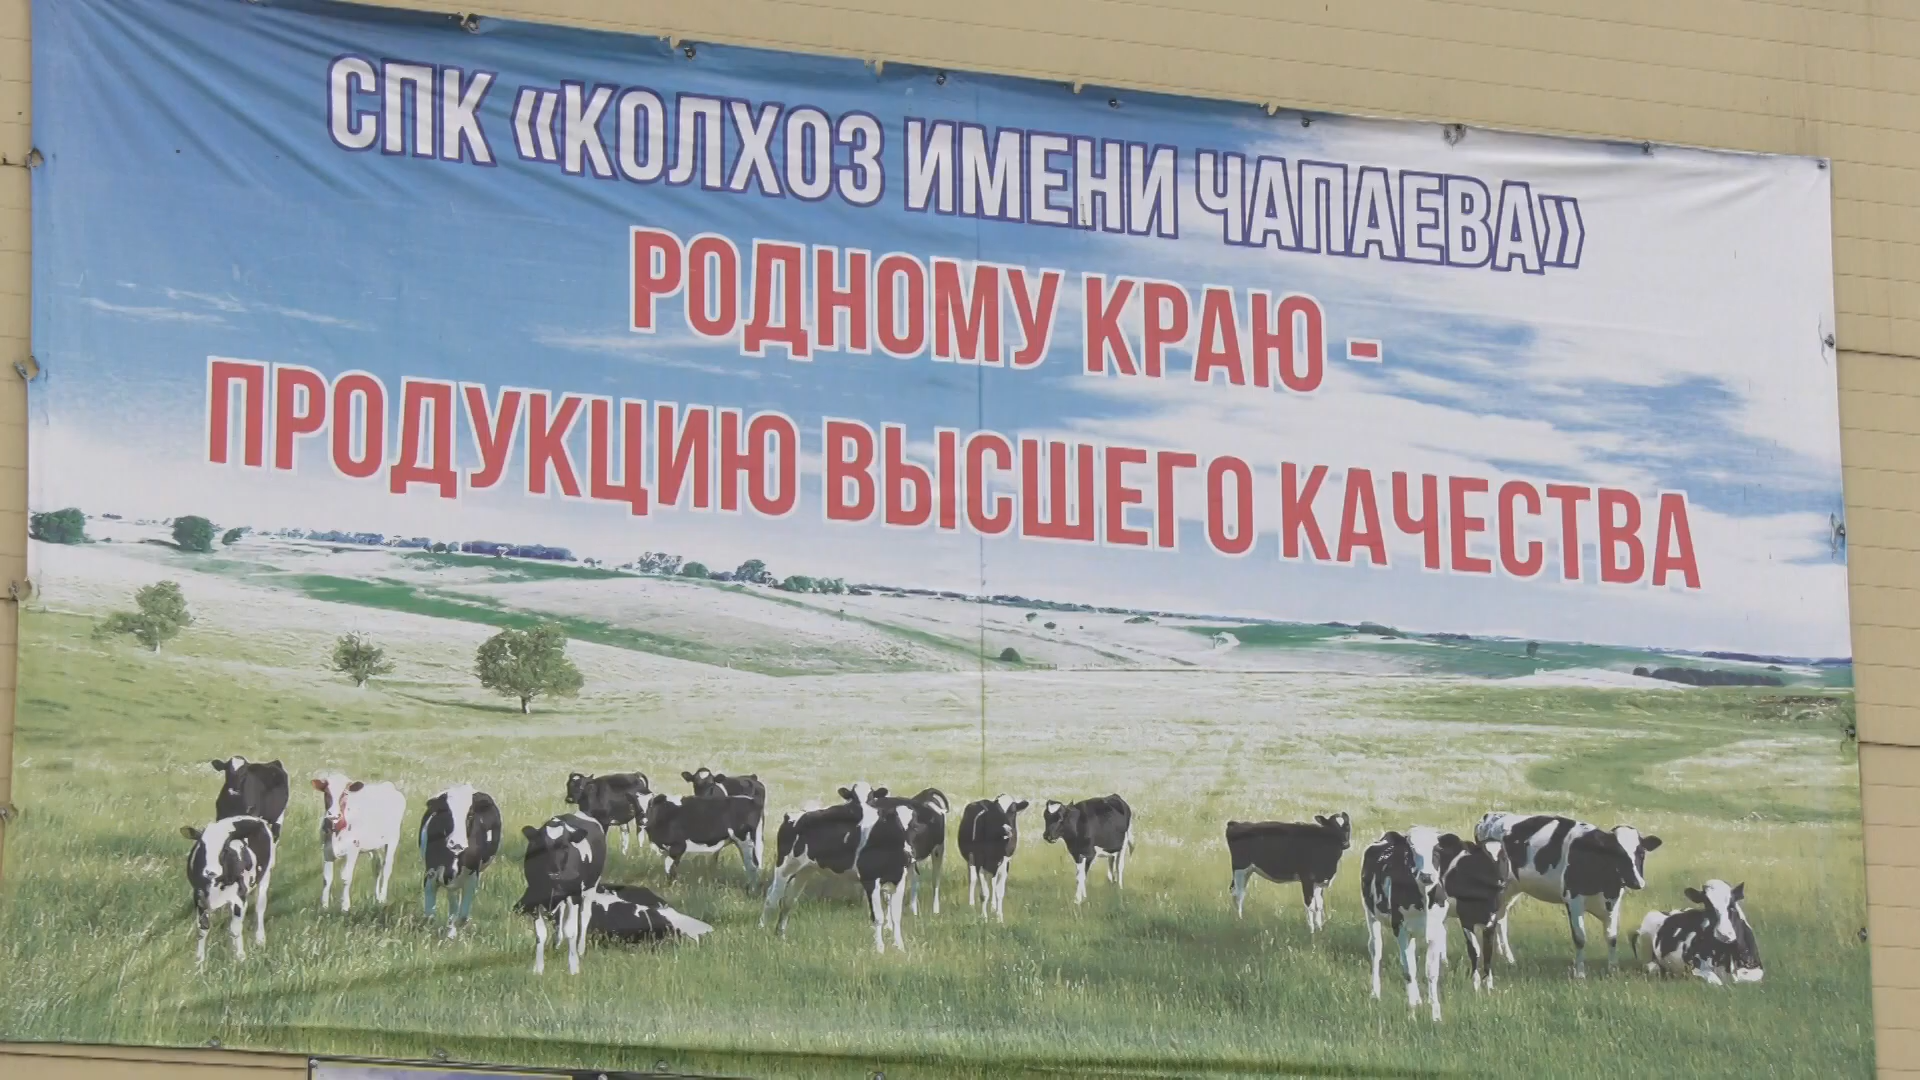 СПК «КОЛХОЗ ИМЕНИ ЧАПАЕВА»
РОДНОМУ КРАЮ -
ПРОДУКЦИЮ ВЫСШЕГО КАЧЕСТВА